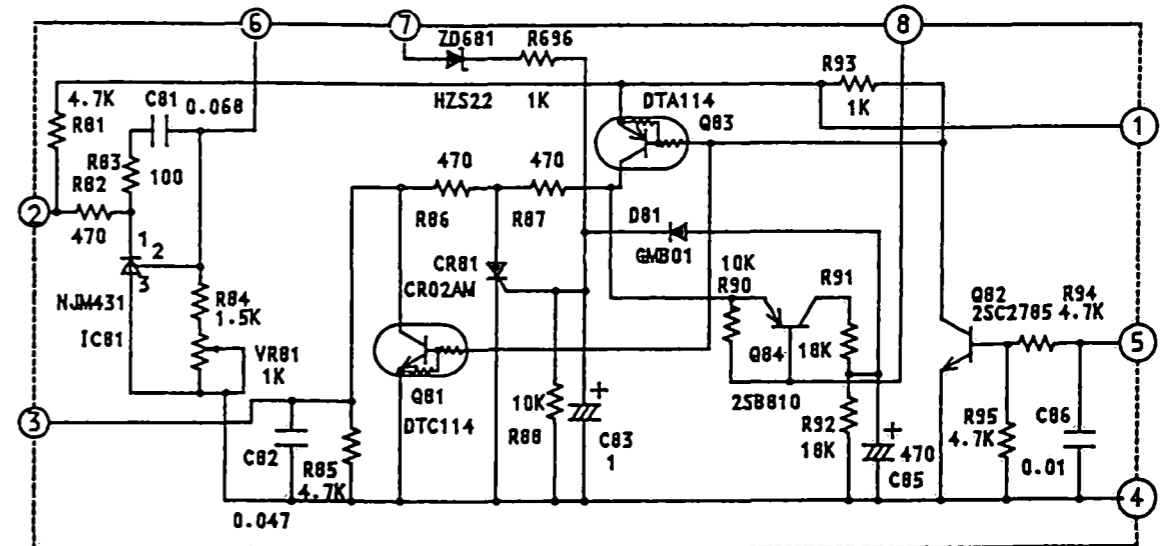 6
7
8
ZD681
R696
HZS22
1K
R93
1K
1
4.7K
R81
C81
0.068
DTA114
Q83
R83
100
R82
2
470
1
2
3
NJM431
IC81
R84
1.5K
VR81
1K
470
470
R86
R87
D81
GMB01
CR81
CR02AM
10K
R90
R91
Q84
18K
2SB810
Q82
2SC2785
R94
4.7K
5
Q81
DTC114
10K
R88
+
C83
1
R92
18K
+
470
C85
R95
4.7K
C86
0.01
3
C82
0.047
R85
4.7K
4